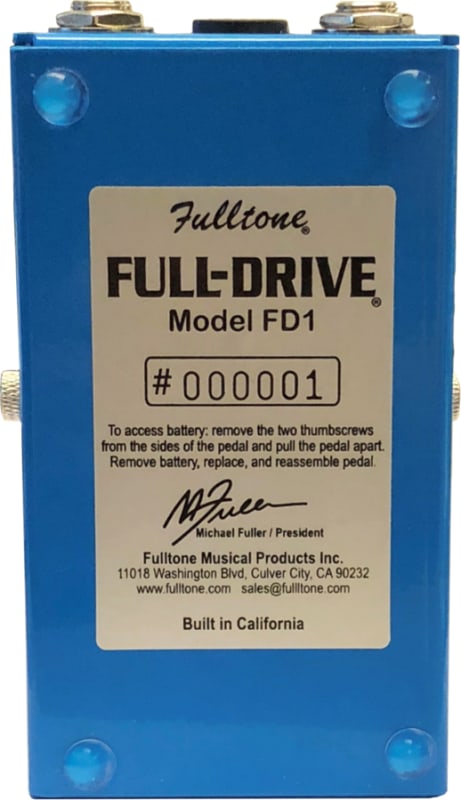 Fulltone®
FULL-DRIVE®
Model FD1
# 000001
To access battery: remove the two thumbscrews
from the sides of the pedal and pull the pedal apart.
Remove battery, replace, and reassemble pedal.
M Fuller
Michael Fuller / President
Fulltone Musical Products Inc.
11018 Washington Blvd, Culver City, CA 90232
www.fulltone.com sales@fullltone.com
Built in California